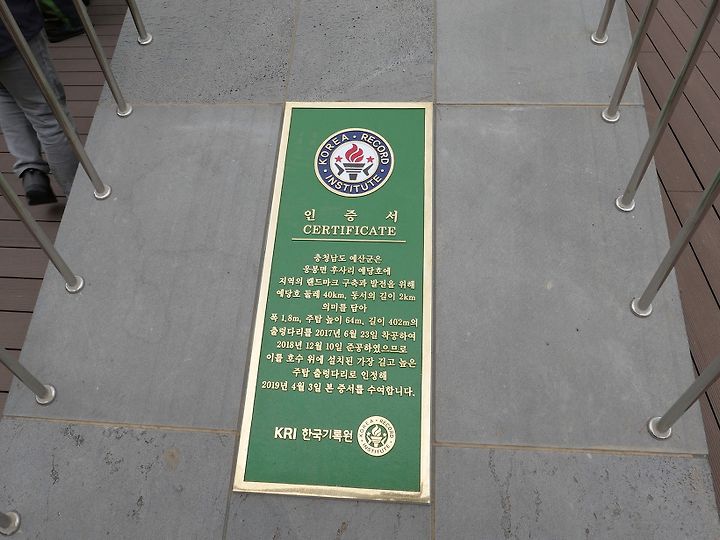 KOREA RECORD
INSTITUTE
인 증 서
CERTIFICATE
충청남도 예산군은
응봉면 후사리 예당호에
지역의 랜드마크 구축과 발전을 위해
예당호 둘레 40km, 동서의 길이 2km
의미를 담아
폭 1.8m, 주탑 높이 64m, 길이 402m의
출렁다리를 2017년 6월 23일 착공하여
2018년 12월 10일 준공하였으므로
이를 호수 위에 설치된 가장 길고 높은
주탑 출렁다리로 인정해
2019년 4월 3일 본 증서를 수여합니다.
KRI 한국기록원
KOREA RECORD
INSTITUTE